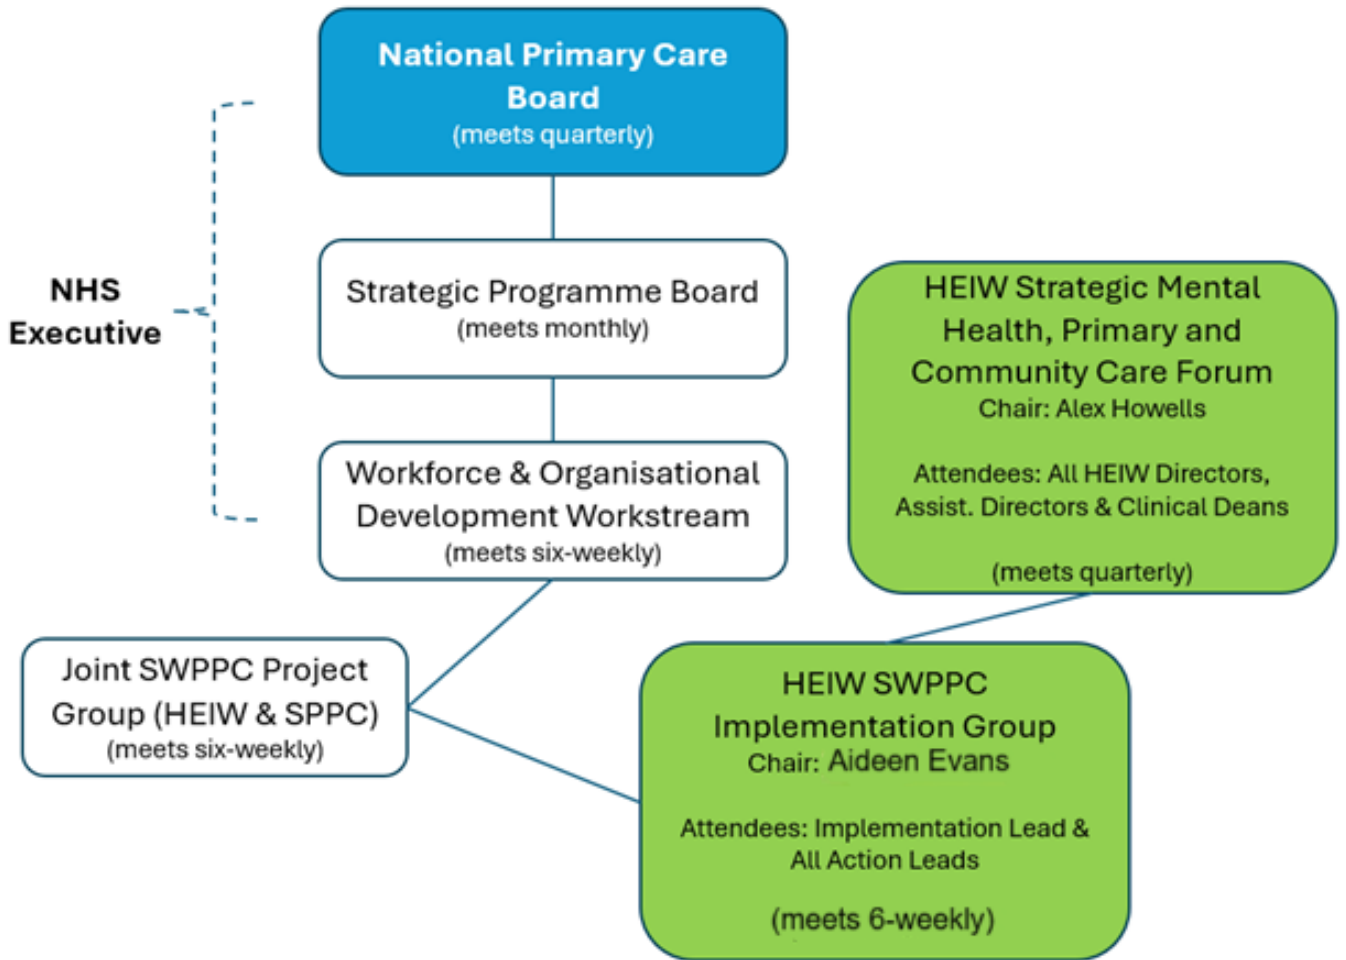 National Primary Care
Board
(meets quarterly)
NHS
Executive
Strategic Programme Board
(meets monthly)
Workforce & Organisational
Development Workstream
(meets six-weekly)
HEIW Strategic Mental
Health, Primary and
Community Care Forum
Chair: Alex Howells
Attendees: All HEIW Directors,
Assist. Directors & Clinical Deans
(meets quarterly)
Joint SWPPC Project
Group (HEIW & SPPC)
(meets six-weekly)
HEIW SWPPC
Implementation Group
Chair: Aideen Evans
Attendees: Implementation Lead &
All Action Leads
(meets 6-weekly)